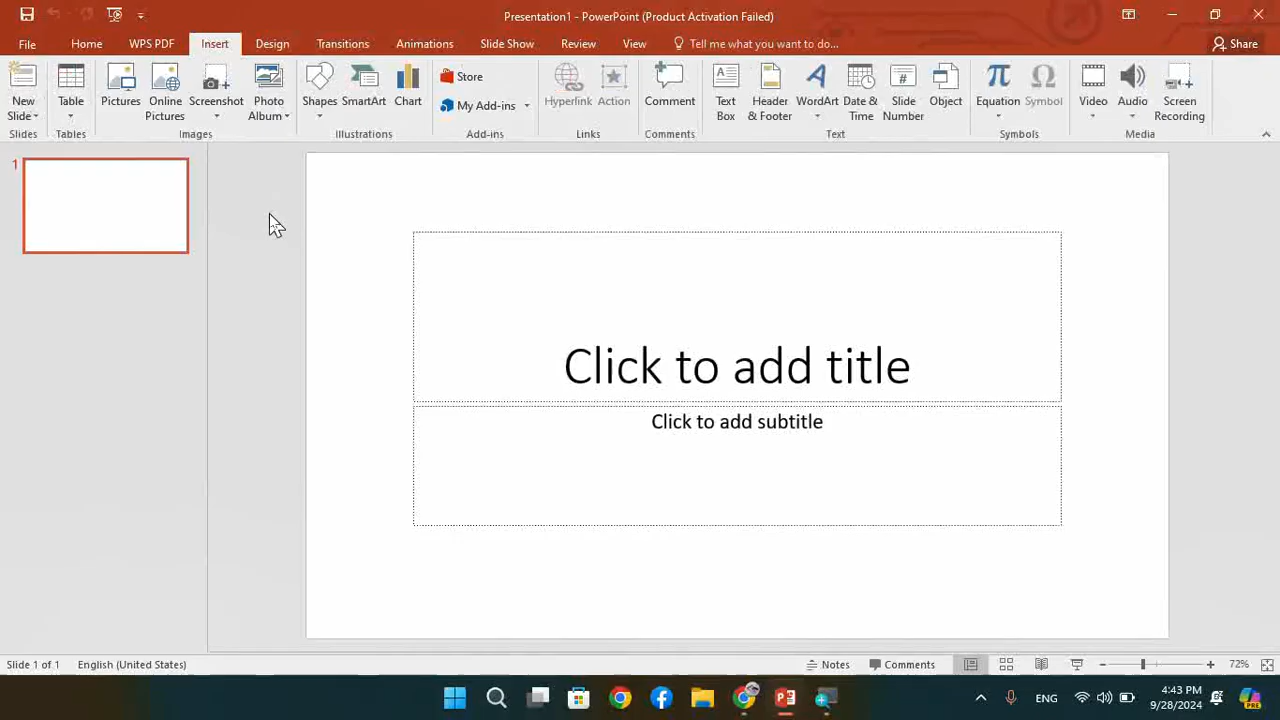 Presentation1 - PowerPoint (Product Activation Failed)
File Home WPS PDF Insert Design Transitions Animations Slide Show Review View Tell me what you want to do... Share
New Slide
Table
Pictures
Online Pictures
Screenshot
Photo Album
Shapes
SmartArt
Chart
Store
My Add-ins
Hyperlink
Action
Comment
Text Box
Header & Footer
WordArt
Date & Time
Slide Number
Object
Equation
Symbol
Video
Audio
Screen Recording
Slides Tables Images Illustrations Add-ins Links Comments Text Symbols Media
1
Click to add title
Click to add subtitle
Slide 1 of 1 English (United States) Notes Comments 72%
ENG
4:43 PM
9/28/2024
PRE